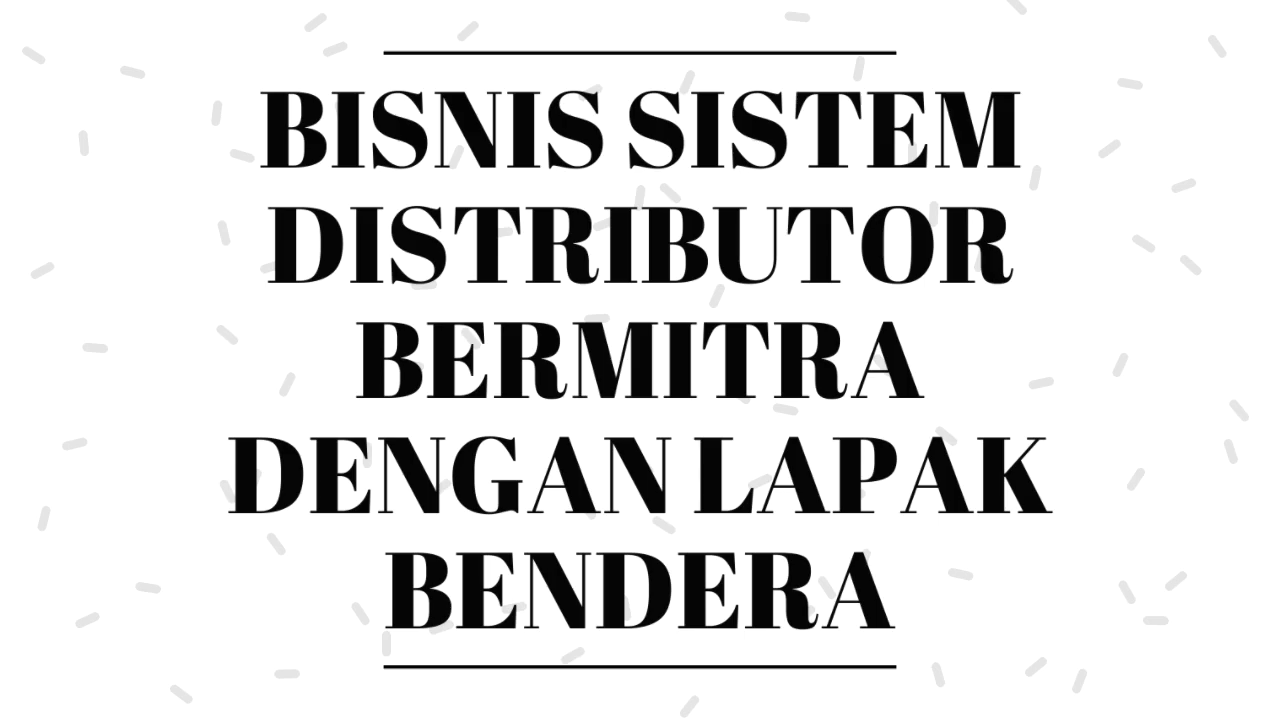 BISNIS SISTEM
DISTRIBUTOR
BERMITRA
DENGAN LAPAK
BENDERA